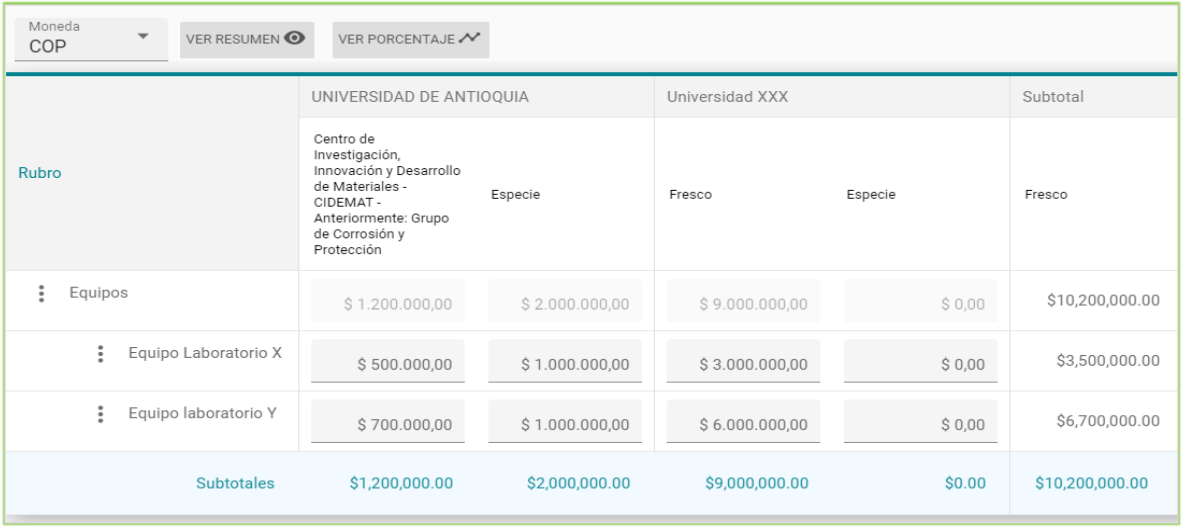 Moneda
COP
VER RESUMEN
VER PORCENTAJE
UNIVERSIDAD DE ANTIOQUIA
Universidad XXX
Subtotal
Rubro
Centro de
Investigación,
Innovación y Desarrollo
de Materiales -
CIDEMAT -
Anteriormente: Grupo
de Corrosión y
Protección
Especie
Fresco
Especie
Fresco
Equipos
$ 1.200.000,00
$ 2.000.000,00
$ 9.000.000,00
$ 0,00
$10,200,000.00
Equipo Laboratorio X
$ 500.000,00
$ 1.000.000,00
$ 3.000.000,00
$ 0,00
$3,500,000.00
Equipo laboratorio Y
$ 700.000,00
$ 1.000.000,00
$ 6.000.000,00
$ 0,00
$6,700,000.00
Subtotales
$1,200,000.00
$2,000,000.00
$9,000,000.00
$0.00
$10,200,000.00